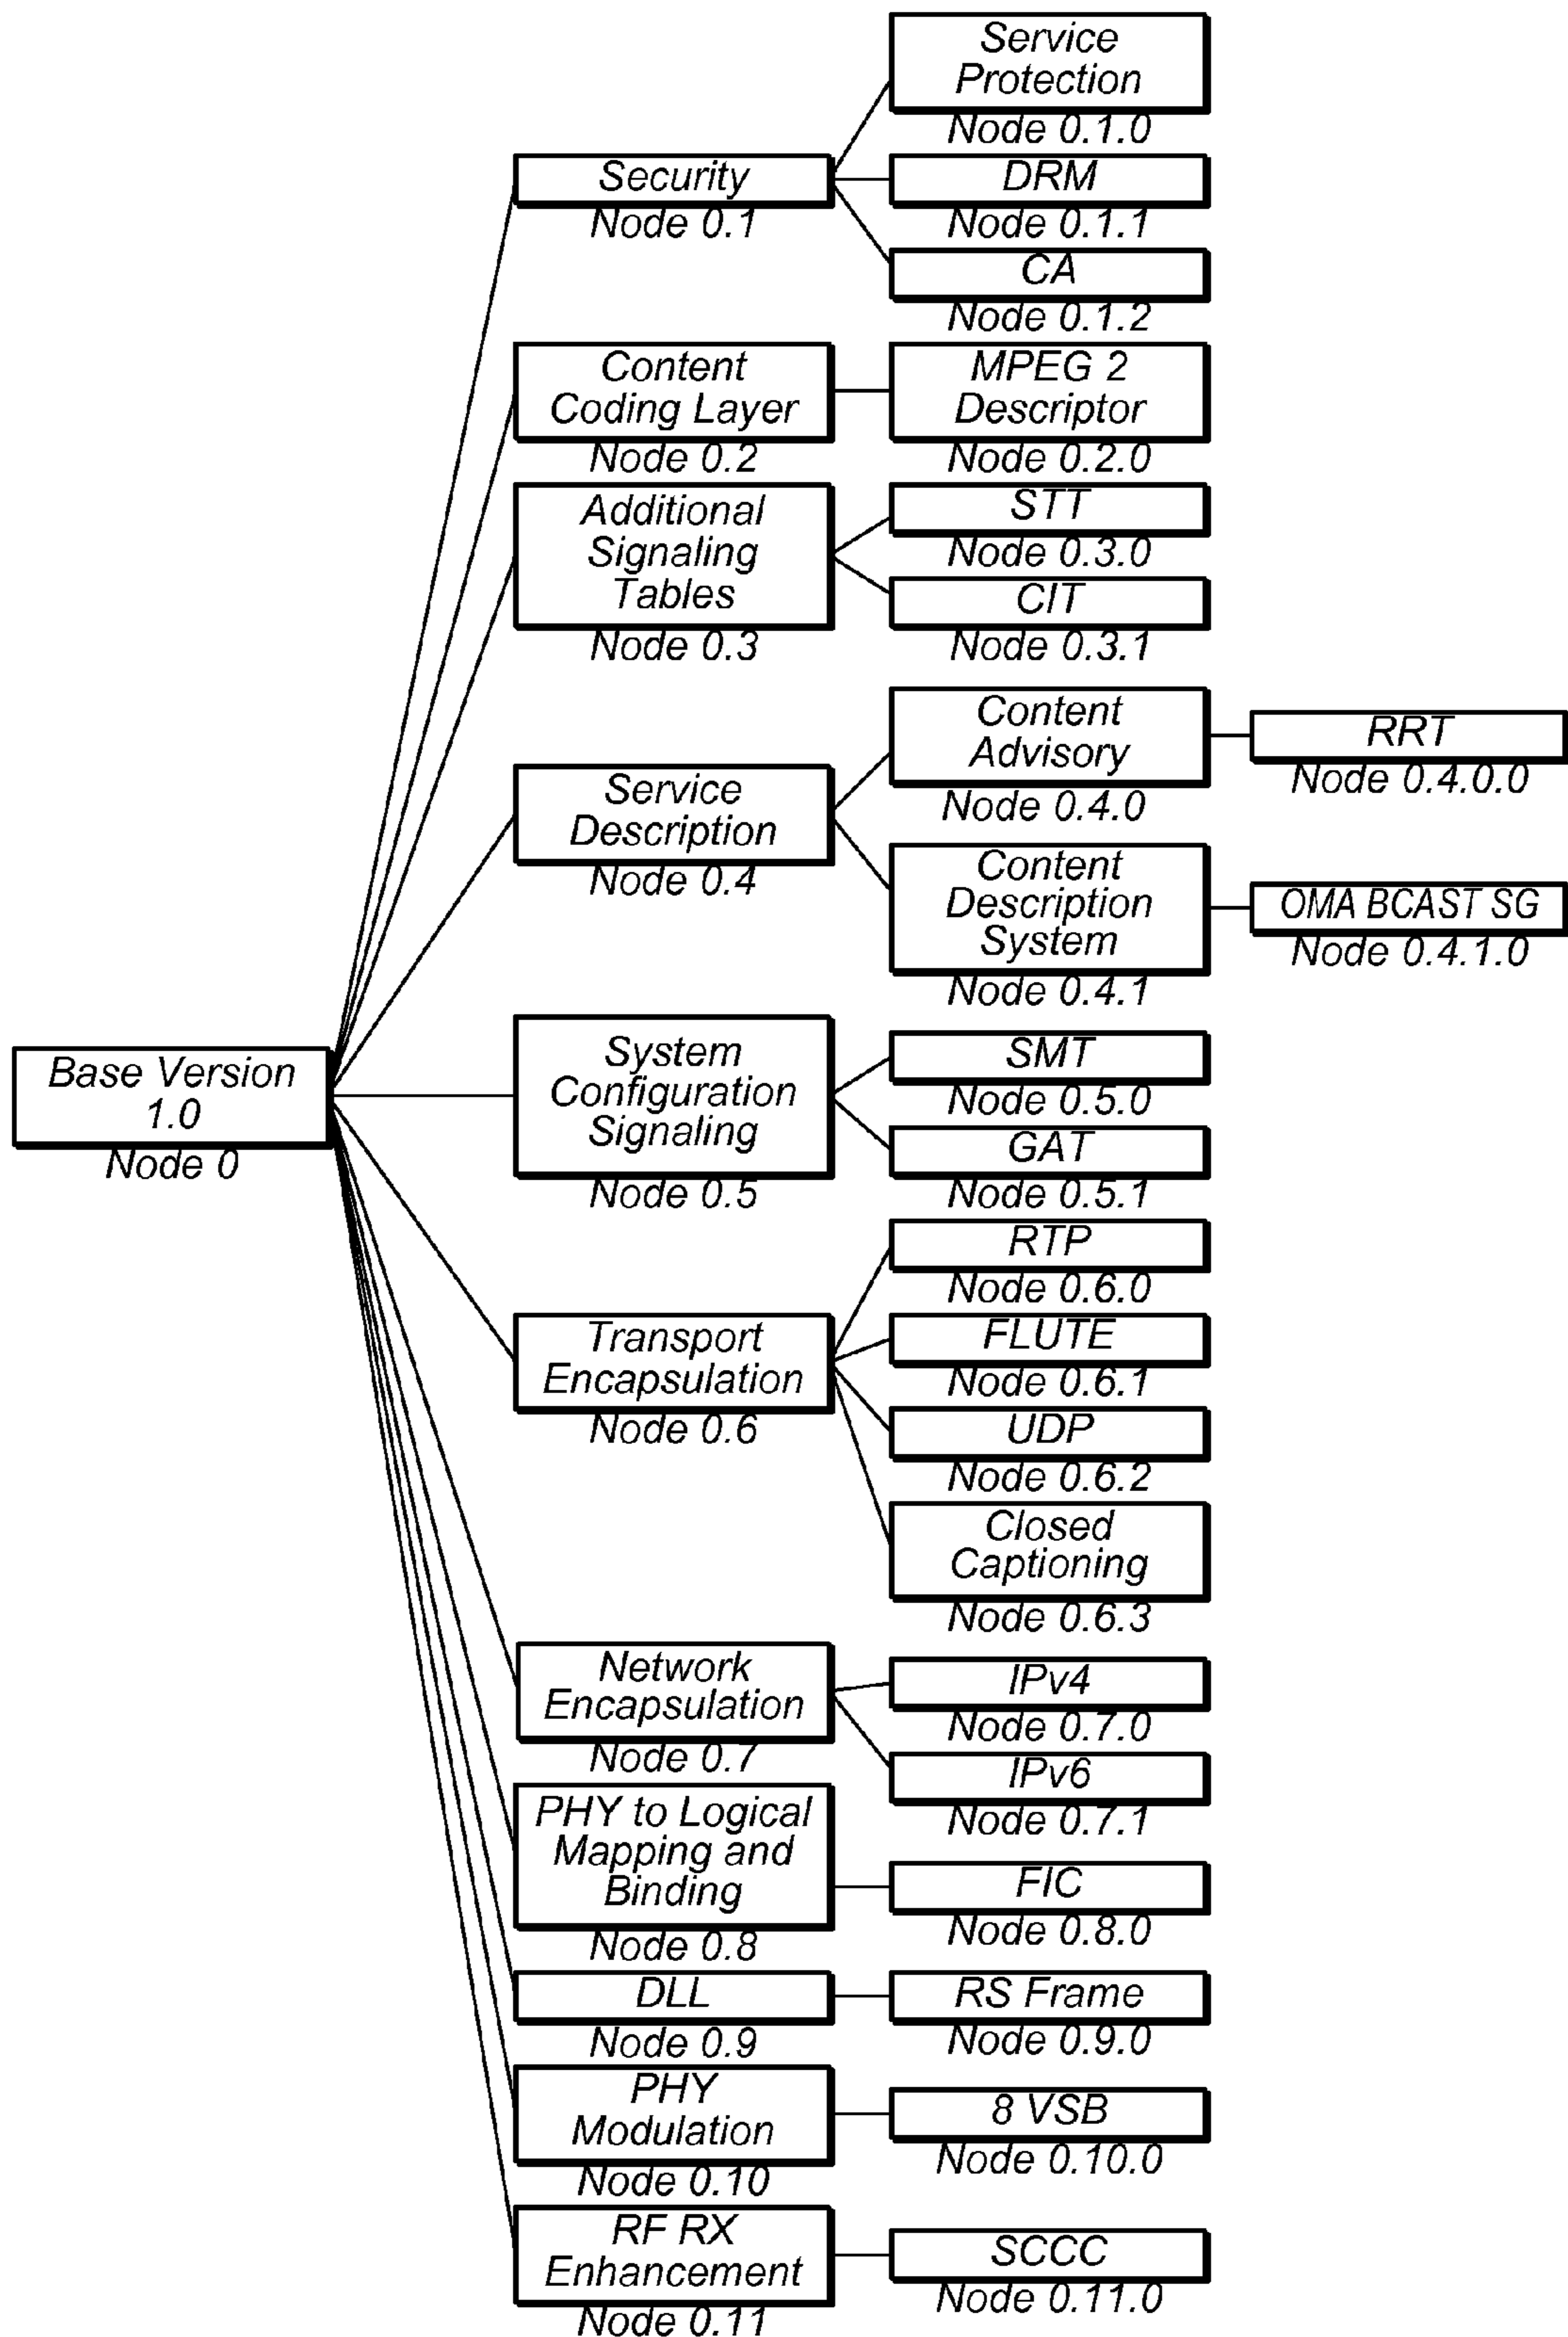 Service
Protection
Node 0.1.0
Security
Node 0.1
DRM
Node 0.1.1
CA
Node 0.1.2
Content
Coding Layer
Node 0.2
MPEG 2
Descriptor
Node 0.2.0
Additional
Signaling
Tables
Node 0.3
STT
Node 0.3.0
CIT
Node 0.3.1
Service
Description
Node 0.4
Content
Advisory
Node 0.4.0
RRT
Node 0.4.0.0
Content
Description
System
Node 0.4.1
OMA BCAST SG
Node 0.4.1.0
Base Version
1.0
Node 0
System
Configuration
Signaling
Node 0.5
SMT
Node 0.5.0
GAT
Node 0.5.1
Transport
Encapsulation
Node 0.6
RTP
Node 0.6.0
FLUTE
Node 0.6.1
UDP
Node 0.6.2
Closed
Captioning
Node 0.6.3
Network
Encapsulation
Node 0.7
IPv4
Node 0.7.0
IPv6
Node 0.7.1
PHY to Logical
Mapping and
Binding
Node 0.8
FIC
Node 0.8.0
DLL
Node 0.9
RS Frame
Node 0.9.0
PHY
Modulation
Node 0.10
8 VSB
Node 0.10.0
RF RX
Enhancement
Node 0.11
SCCC
Node 0.11.0